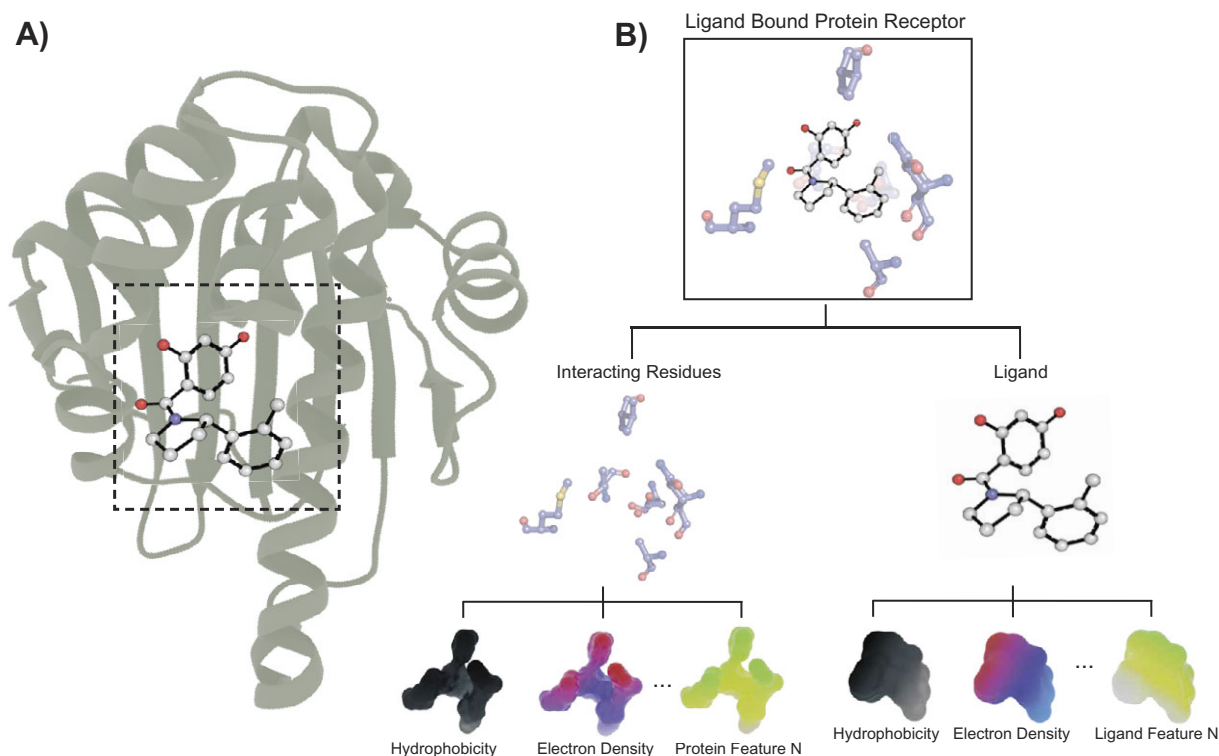 A)
B)
Ligand Bound Protein Receptor
Interacting Residues
Ligand
Hydrophobicity
Electron Density
...
Protein Feature N
Hydrophobicity
Electron Density
...
Ligand Feature N